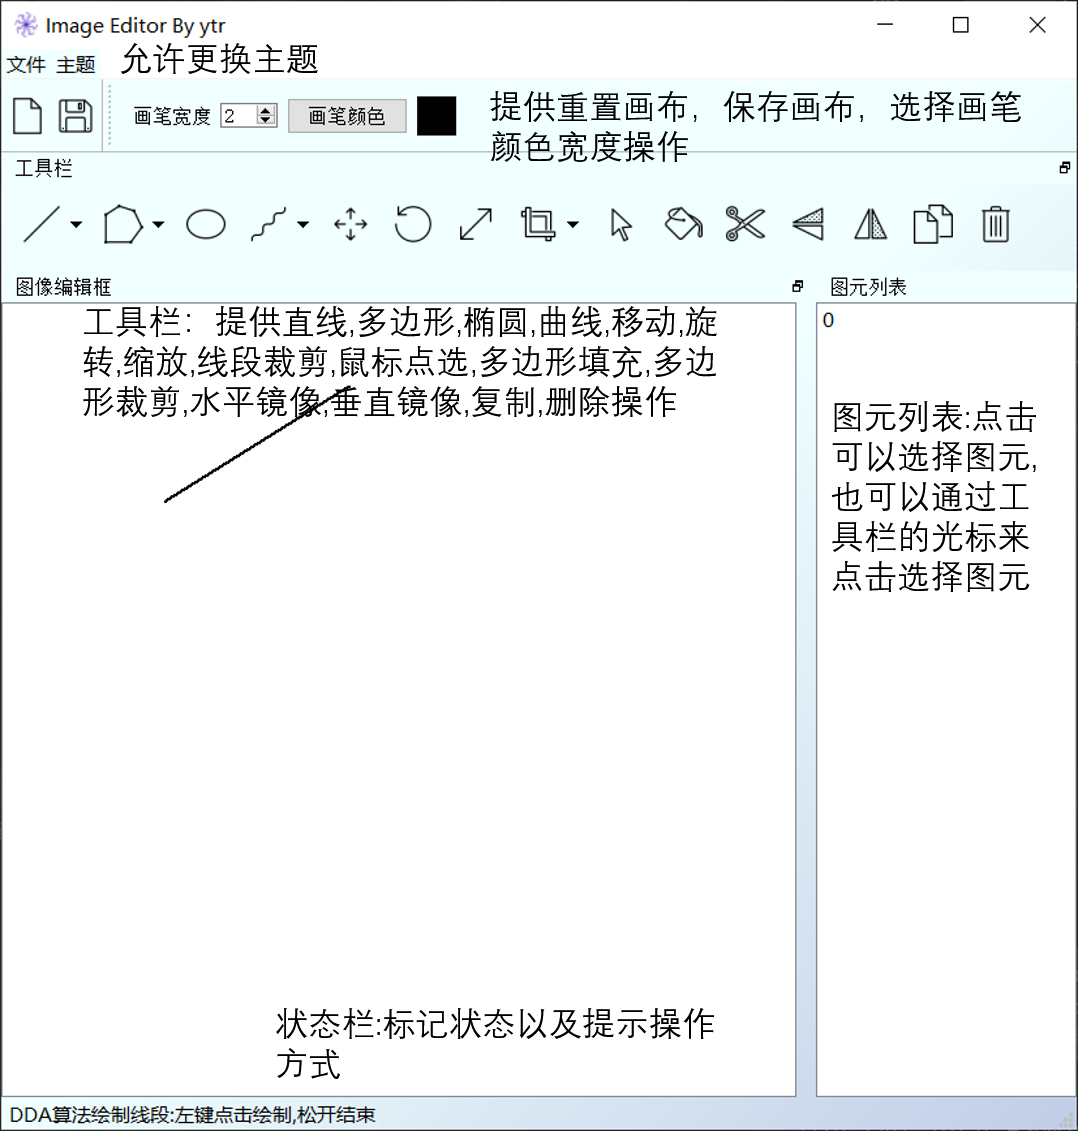 Image Editor By ytr
文件 主题
允许更换主题
画笔宽度 2 画笔颜色
提供重置画布，保存画布，选择画笔
颜色宽度操作
工具栏
图像编辑框
工具栏：提供直线,多边形,椭圆,曲线,移动,旋
转,缩放,线段裁剪,鼠标点选,多边形填充,多边
形裁剪,水平镜像,垂直镜像,复制,删除操作
图元列表
0
图元列表:点击
可以选择图元,
也可以通过工
具栏的光标来
点击选择图元
状态栏:标记状态以及提示操作
方式
DDA算法绘制线段:左键点击绘制,松开结束